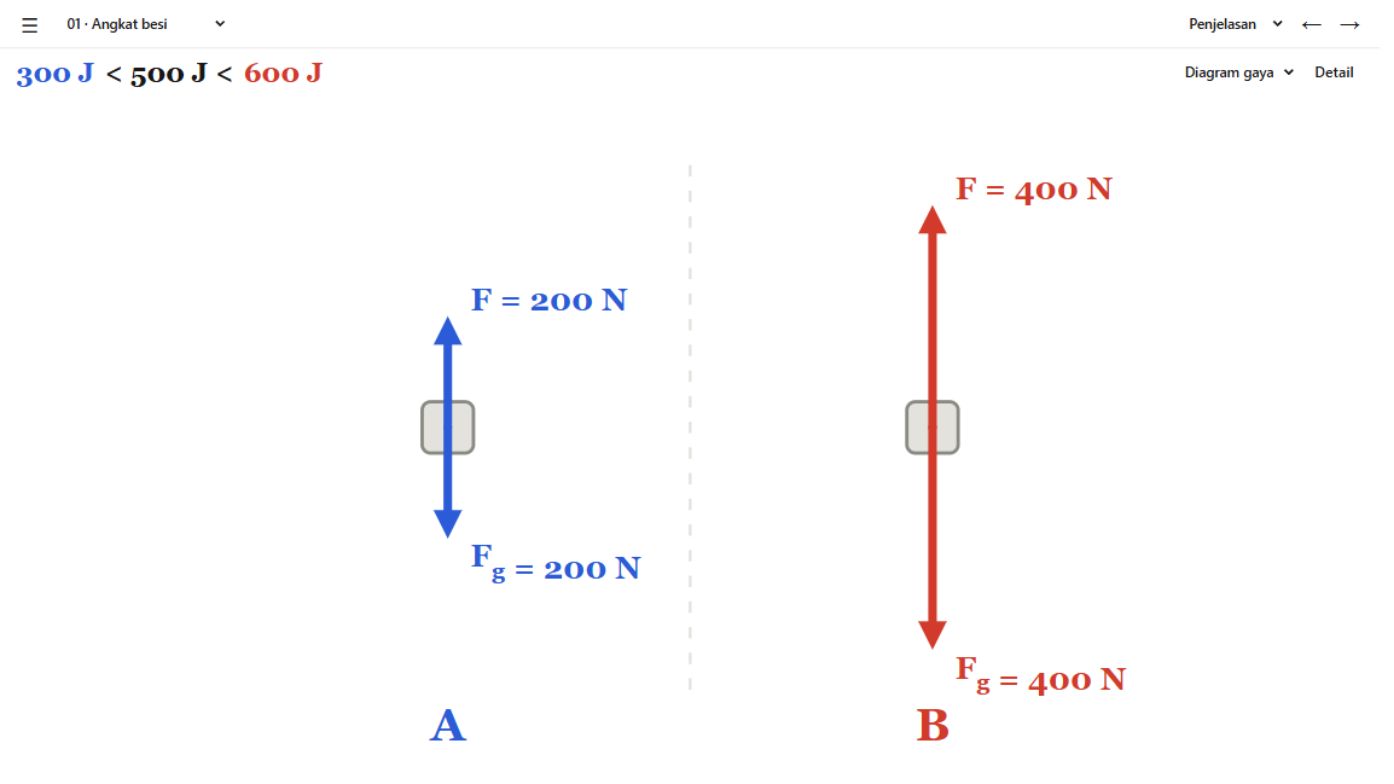 01 · Angkat besi
Penjelasan
300 J < 500 J < 600 J
Diagram gaya
Detail
F = 400 N
F = 200 N
Fg = 200 N
Fg = 400 N
A
B